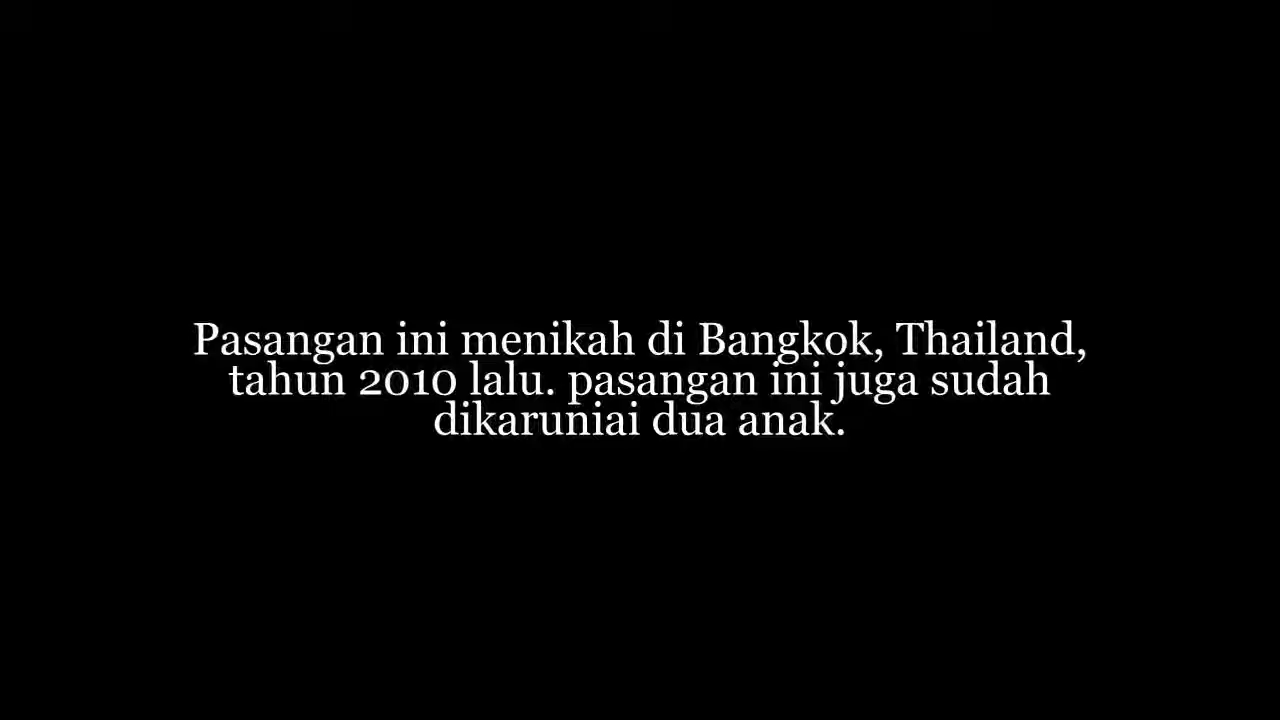 Pasangan ini menikah di Bangkok, Thailand,
tahun 2010 lalu. pasangan ini juga sudah
dikaruniai dua anak.